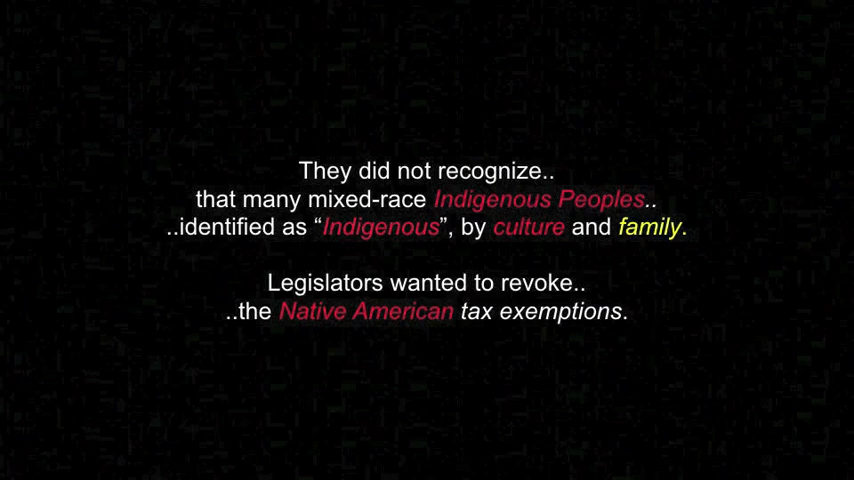 They did not recognize..
that many mixed-race Indigenous Peoples..
..identified as “Indigenous”, by culture and family.
Legislators wanted to revoke..
..the Native American tax exemptions.